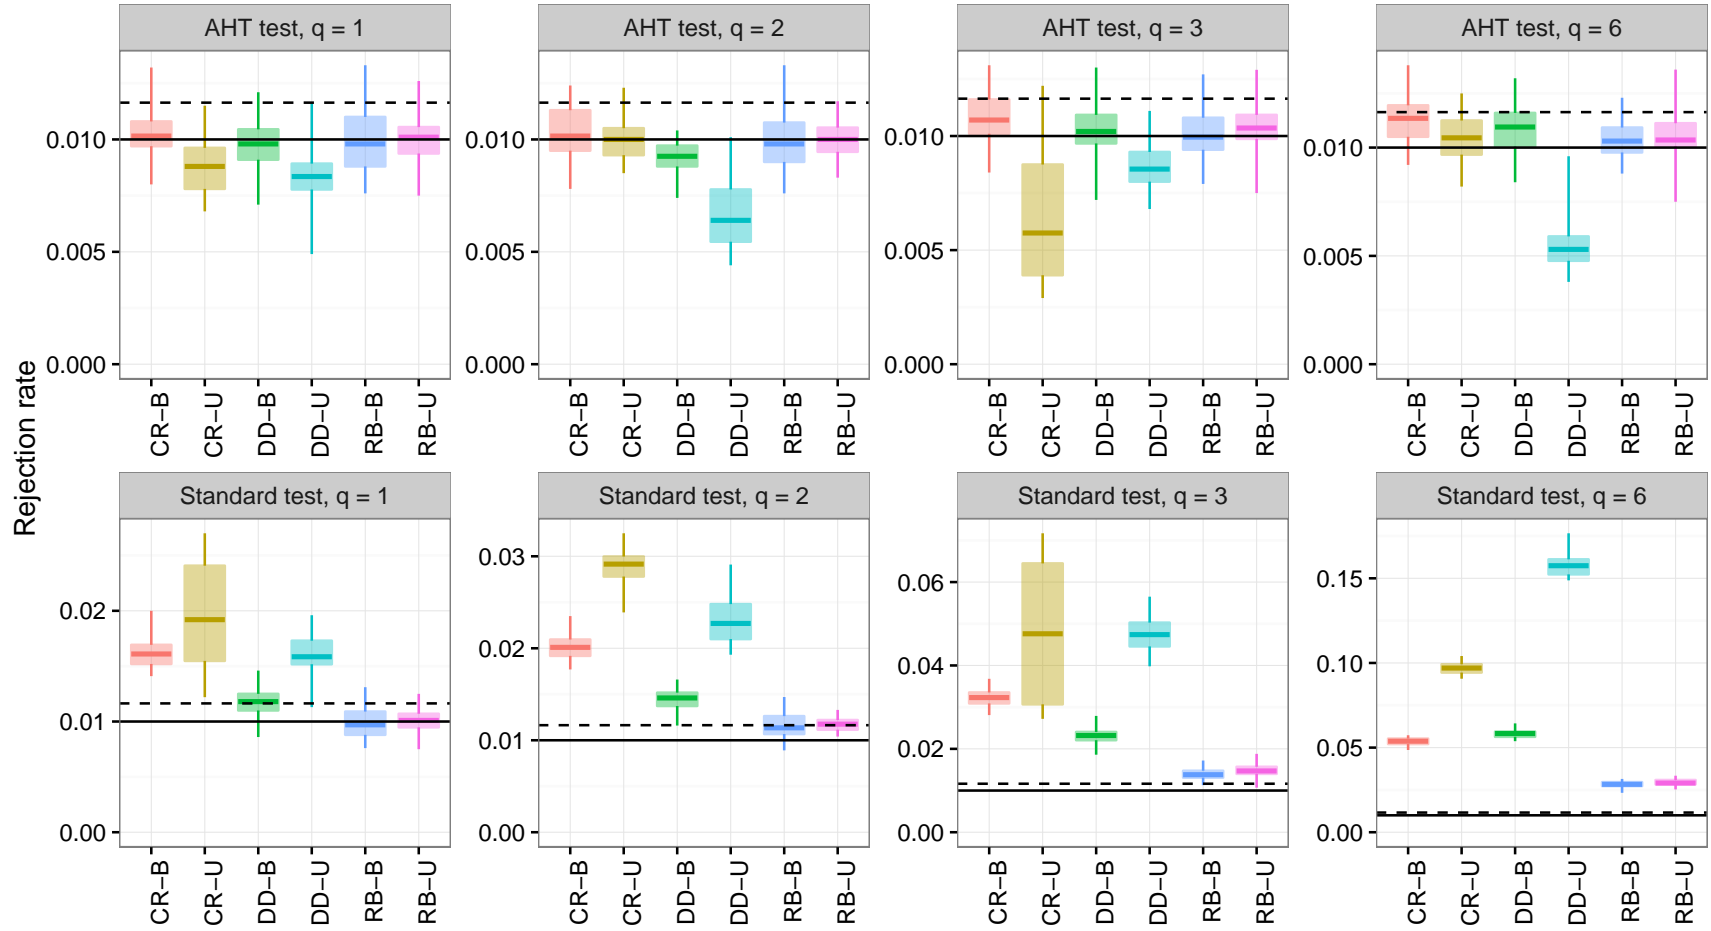 Rejection rate
AHT test, q = 1
0.010
0.005
0.000
CR−B
CR−U
DD−B
DD−U
RB−B
RB−U
AHT test, q = 2
0.010
0.005
0.000
CR−B
CR−U
DD−B
DD−U
RB−B
RB−U
AHT test, q = 3
0.010
0.005
0.000
CR−B
CR−U
DD−B
DD−U
RB−B
RB−U
AHT test, q = 6
0.010
0.005
0.000
CR−B
CR−U
DD−B
DD−U
RB−B
RB−U
Standard test, q = 1
0.02
0.01
0.00
CR−B
CR−U
DD−B
DD−U
RB−B
RB−U
Standard test, q = 2
0.03
0.02
0.01
0.00
CR−B
CR−U
DD−B
DD−U
RB−B
RB−U
Standard test, q = 3
0.06
0.04
0.02
0.00
CR−B
CR−U
DD−B
DD−U
RB−B
RB−U
Standard test, q = 6
0.15
0.10
0.05
0.00
CR−B
CR−U
DD−B
DD−U
RB−B
RB−U